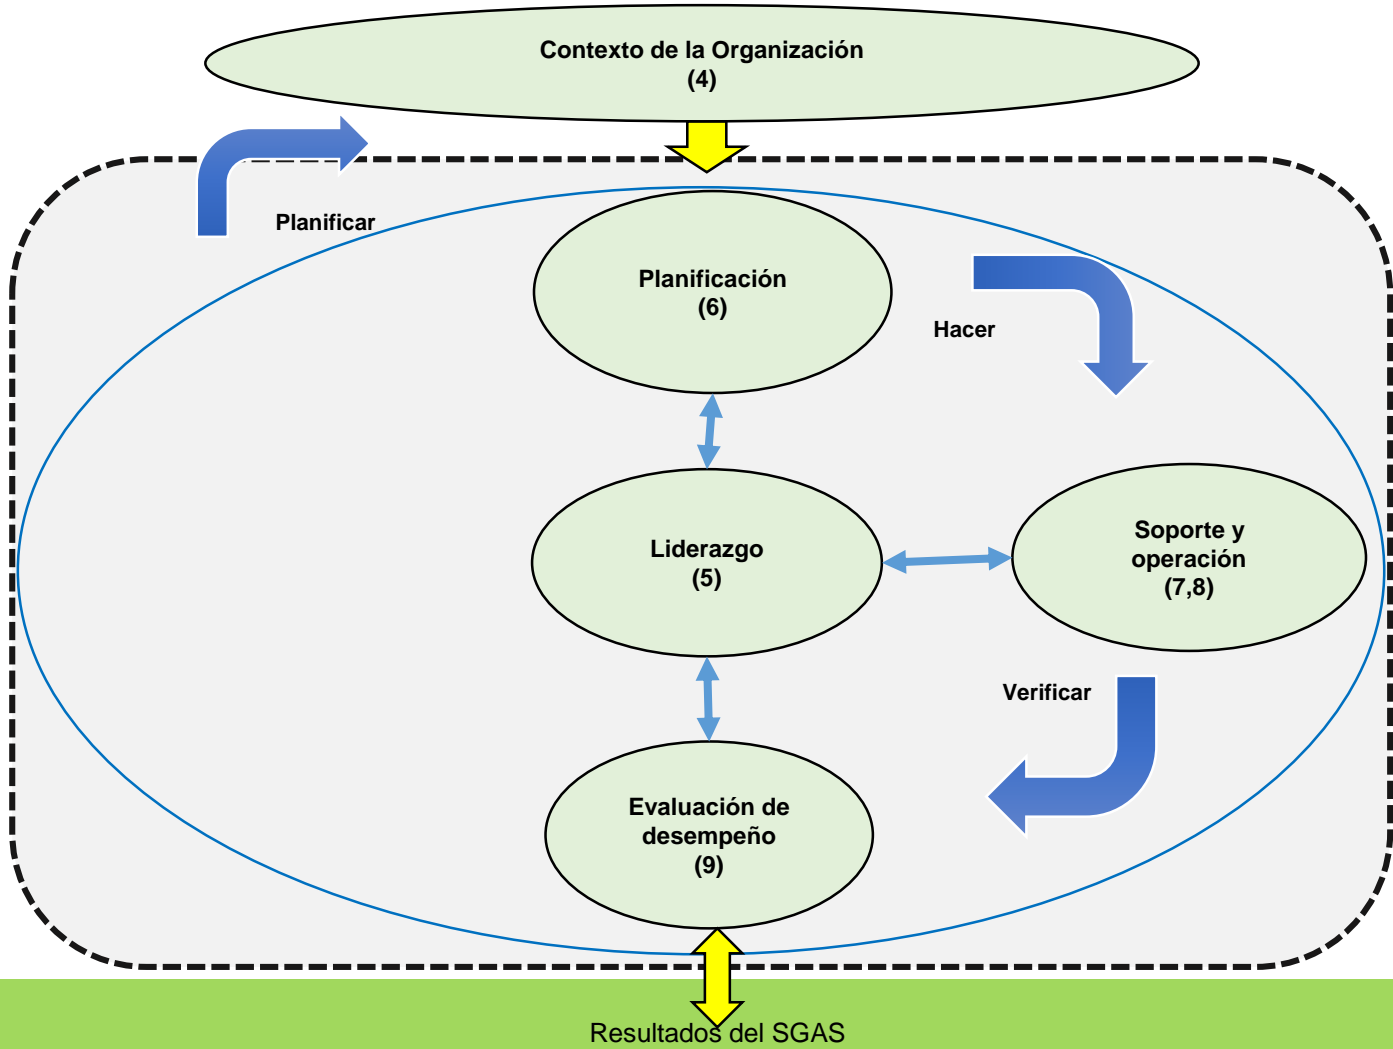 Contexto de la Organización
(4)
Planificar
Planificación
(6)
Hacer
Liderazgo
(5)
Soporte y
operación
(7,8)
Verificar
Evaluación de
desempeño
(9)
Resultados del SGAS